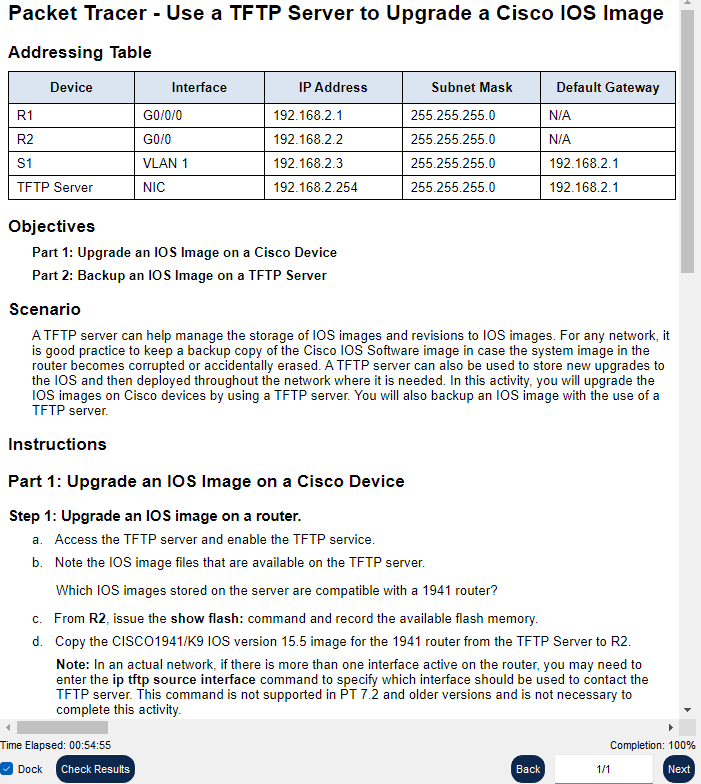 Packet Tracer - Use a TFTP Server to Upgrade a Cisco IOS Image
Addressing Table
Device Interface IP Address Subnet Mask Default Gateway
R1 G0/0/0 192.168.2.1 255.255.255.0 N/A
R2 G0/0 192.168.2.2 255.255.255.0 N/A
S1 VLAN 1 192.168.2.3 255.255.255.0 192.168.2.1
TFTP Server NIC 192.168.2.254 255.255.255.0 192.168.2.1
Objectives
Part 1: Upgrade an IOS Image on a Cisco Device
Part 2: Backup an IOS Image on a TFTP Server
Scenario
A TFTP server can help manage the storage of IOS images and revisions to IOS images. For any network, it
is good practice to keep a backup copy of the Cisco IOS Software image in case the system image in the
router becomes corrupted or accidentally erased. A TFTP server can also be used to store new upgrades to
the IOS and then deployed throughout the network where it is needed. In this activity, you will upgrade the
IOS images on Cisco devices by using a TFTP server. You will also backup an IOS image with the use of a
TFTP server.
Instructions
Part 1: Upgrade an IOS Image on a Cisco Device
Step 1: Upgrade an IOS image on a router.
a. Access the TFTP server and enable the TFTP service.
b. Note the IOS image files that are available on the TFTP server.
Which IOS images stored on the server are compatible with a 1941 router?
c. From R2, issue the show flash: command and record the available flash memory.
d. Copy the CISCO1941/K9 IOS version 15.5 image for the 1941 router from the TFTP Server to R2.
Note: In an actual network, if there is more than one interface active on the router, you may need to
enter the ip tftp source interface command to specify which interface should be used to contact the
TFTP server. This command is not supported in PT 7.2 and older versions and is not necessary to
complete this activity.
Time Elapsed: 00:54:55 Completion: 100%
Dock Check Results Back 1/1 Next